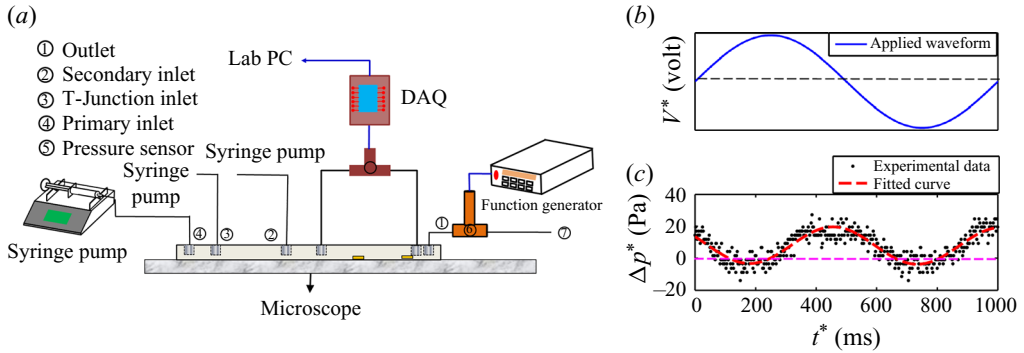 (a)
① Outlet
② Secondary inlet
③ T-Junction inlet
④ Primary inlet
⑤ Pressure sensor
Lab PC
DAQ
Syringe pump
Syringe
pump
Syringe pump
Function generator
④ ③ ② ① ⑥ ⑦
Microscope
(b)
V* (volt)
Applied waveform
(c)
Experimental data
Fitted curve
Δp* (Pa)
40
20
0
−20
0 200 400 600 800 1000
t* (ms)